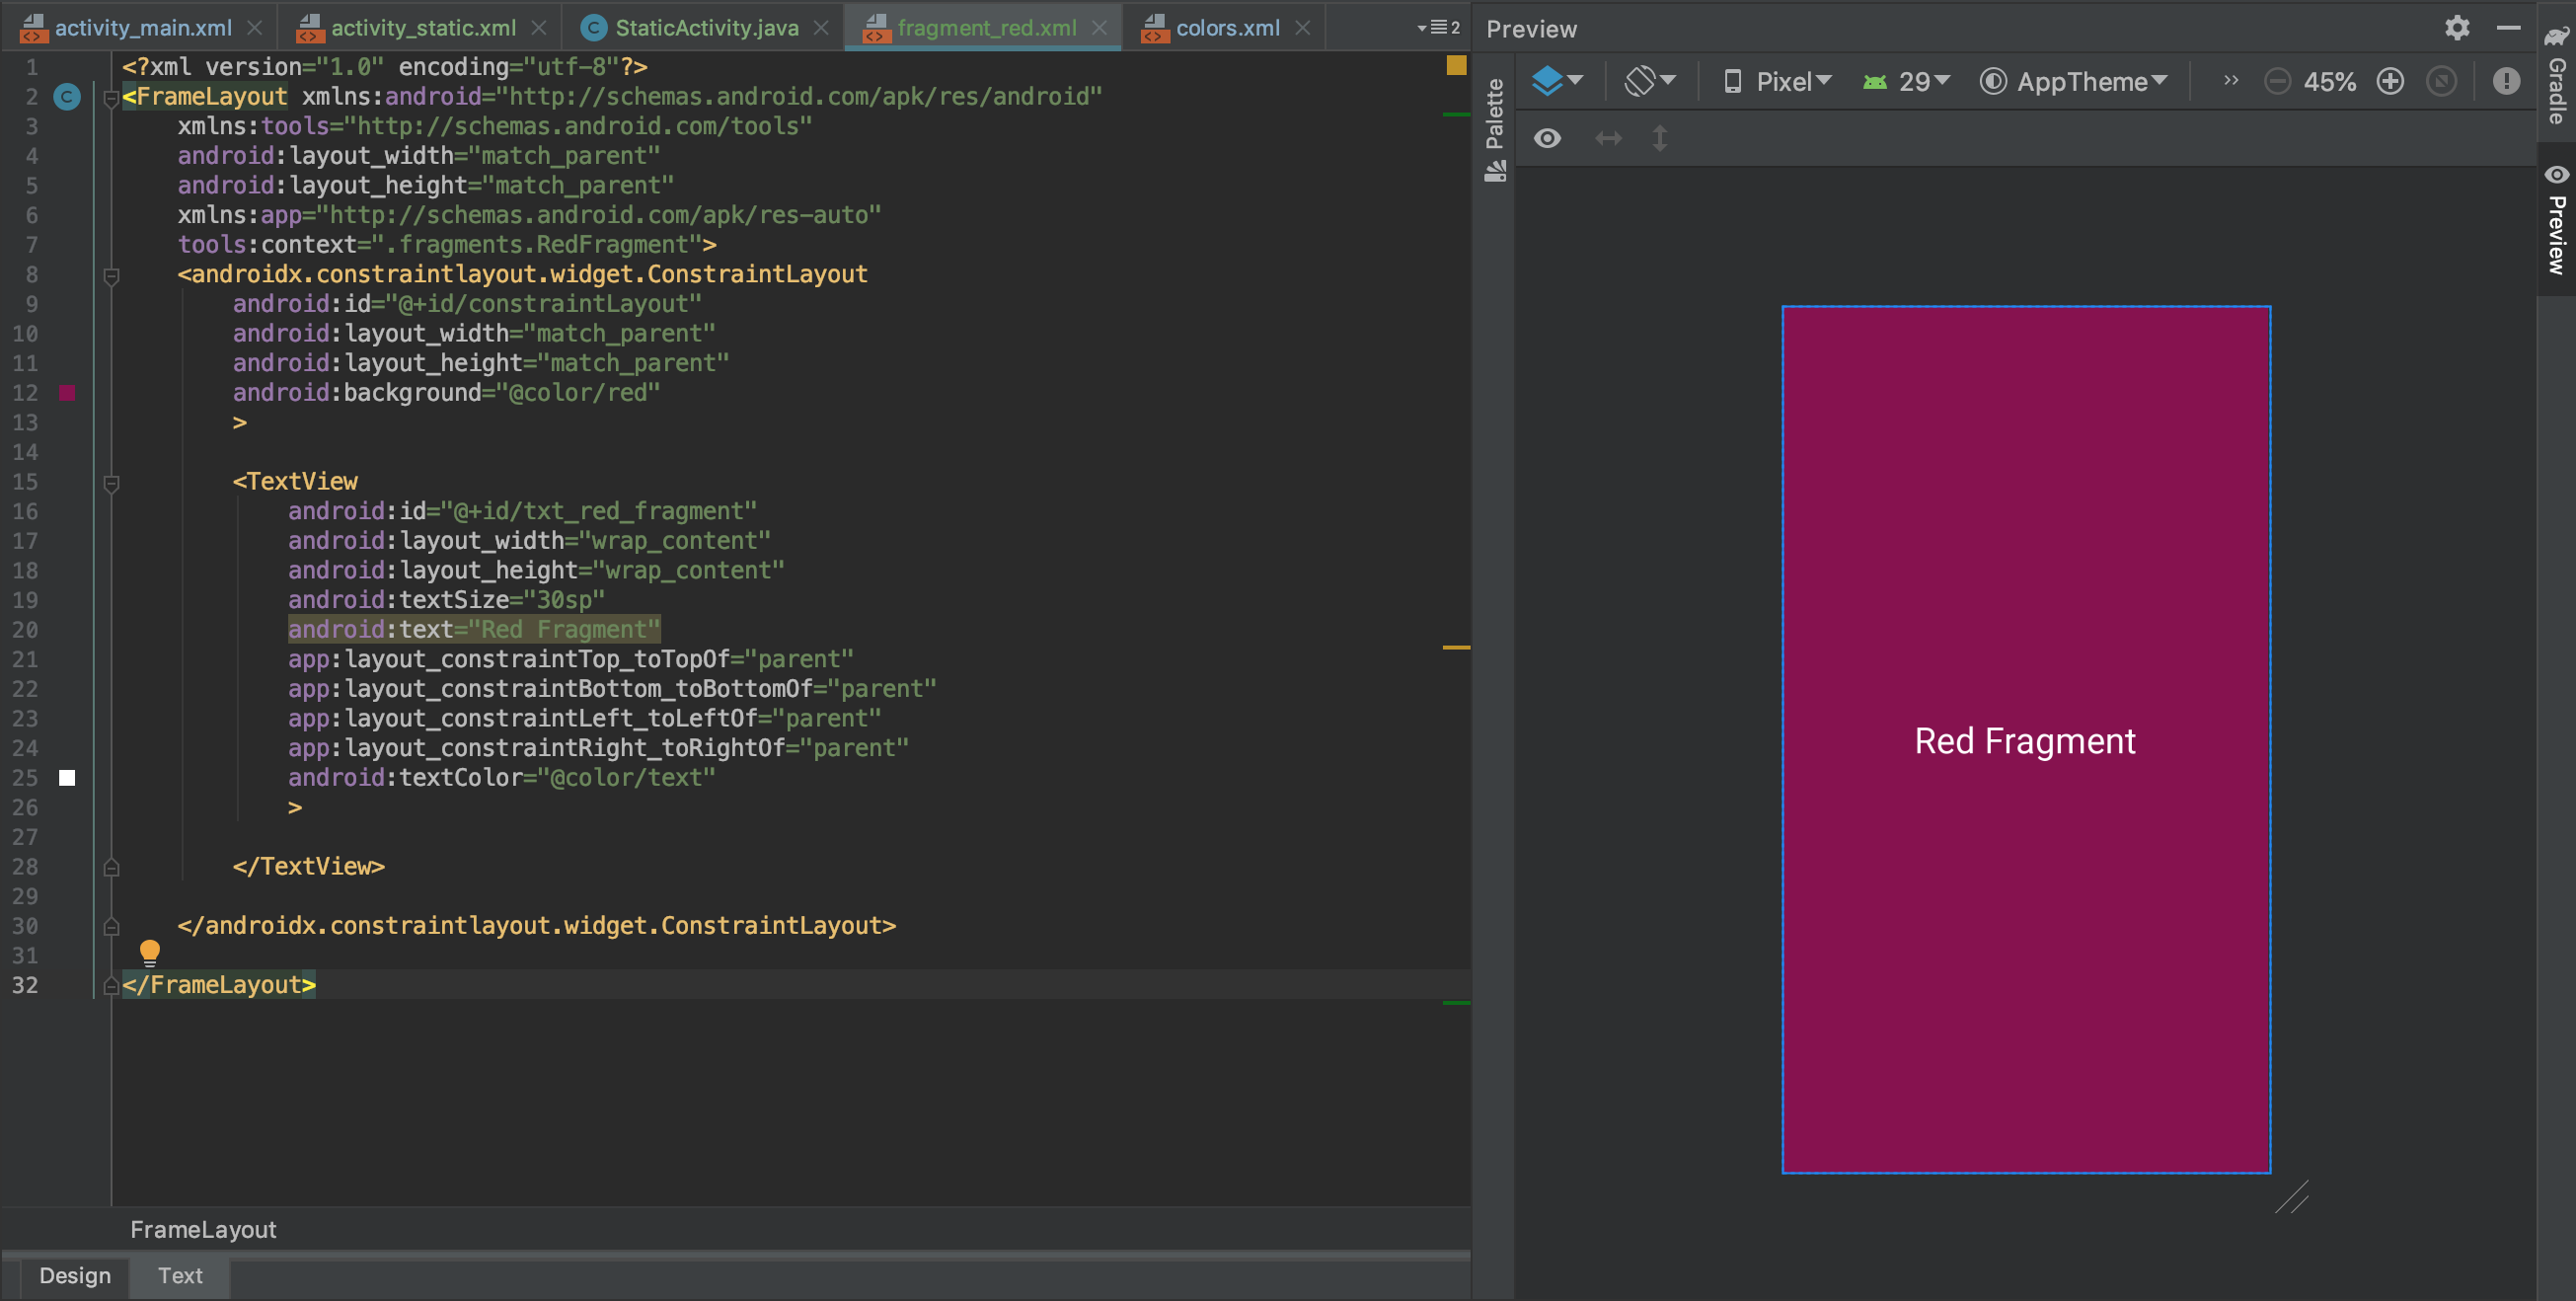 activity_main.xml activity_static.xml StaticActivity.java fragment_red.xml colors.xml 2
1 <?xml version="1.0" encoding="utf-8"?>
2 C <FrameLayout xmlns:android="http://schemas.android.com/apk/res/android"
3 xmlns:tools="http://schemas.android.com/tools"
4 android:layout_width="match_parent"
5 android:layout_height="match_parent"
6 xmlns:app="http://schemas.android.com/apk/res-auto"
7 tools:context=".fragments.RedFragment">
8 <androidx.constraintlayout.widget.ConstraintLayout
9 android:id="@+id/constraintLayout"
10 android:layout_width="match_parent"
11 android:layout_height="match_parent"
12 android:background="@color/red"
13 >
14
15 <TextView
16 android:id="@+id/txt_red_fragment"
17 android:layout_width="wrap_content"
18 android:layout_height="wrap_content"
19 android:textSize="30sp"
20 android:text="Red Fragment"
21 app:layout_constraintTop_toTopOf="parent"
22 app:layout_constraintBottom_toBottomOf="parent"
23 app:layout_constraintLeft_toLeftOf="parent"
24 app:layout_constraintRight_toRightOf="parent"
25 android:textColor="@color/text"
26 >
27
28 </TextView>
29
30 </androidx.constraintlayout.widget.ConstraintLayout>
31
32 </FrameLayout>
FrameLayout
Design Text
Preview
Palette
Pixel 29 AppTheme 45%
Red Fragment
Gradle
Preview